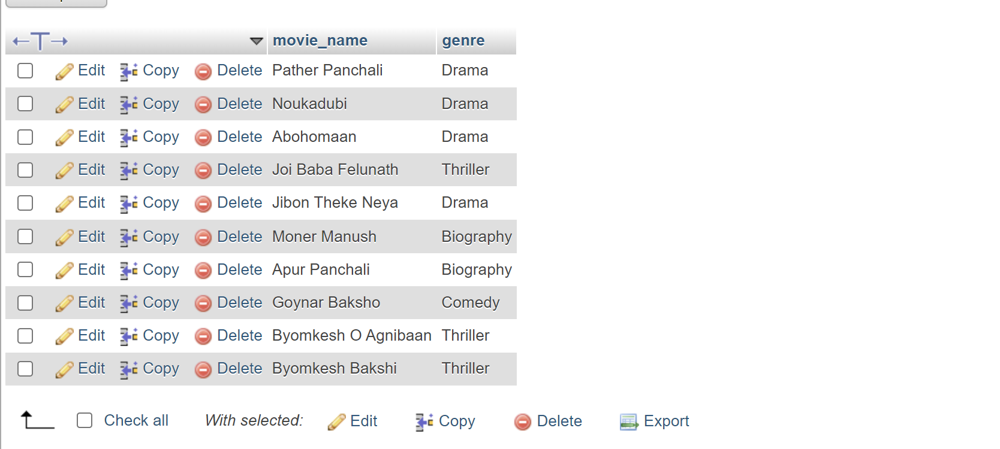 movie_name genre
Edit Copy Delete Pather Panchali Drama
Edit Copy Delete Noukadubi Drama
Edit Copy Delete Abohomaan Drama
Edit Copy Delete Joi Baba Felunath Thriller
Edit Copy Delete Jibon Theke Neya Drama
Edit Copy Delete Moner Manush Biography
Edit Copy Delete Apur Panchali Biography
Edit Copy Delete Goynar Baksho Comedy
Edit Copy Delete Byomkesh O Agnibaan Thriller
Edit Copy Delete Byomkesh Bakshi Thriller
Check all With selected: Edit Copy Delete Export